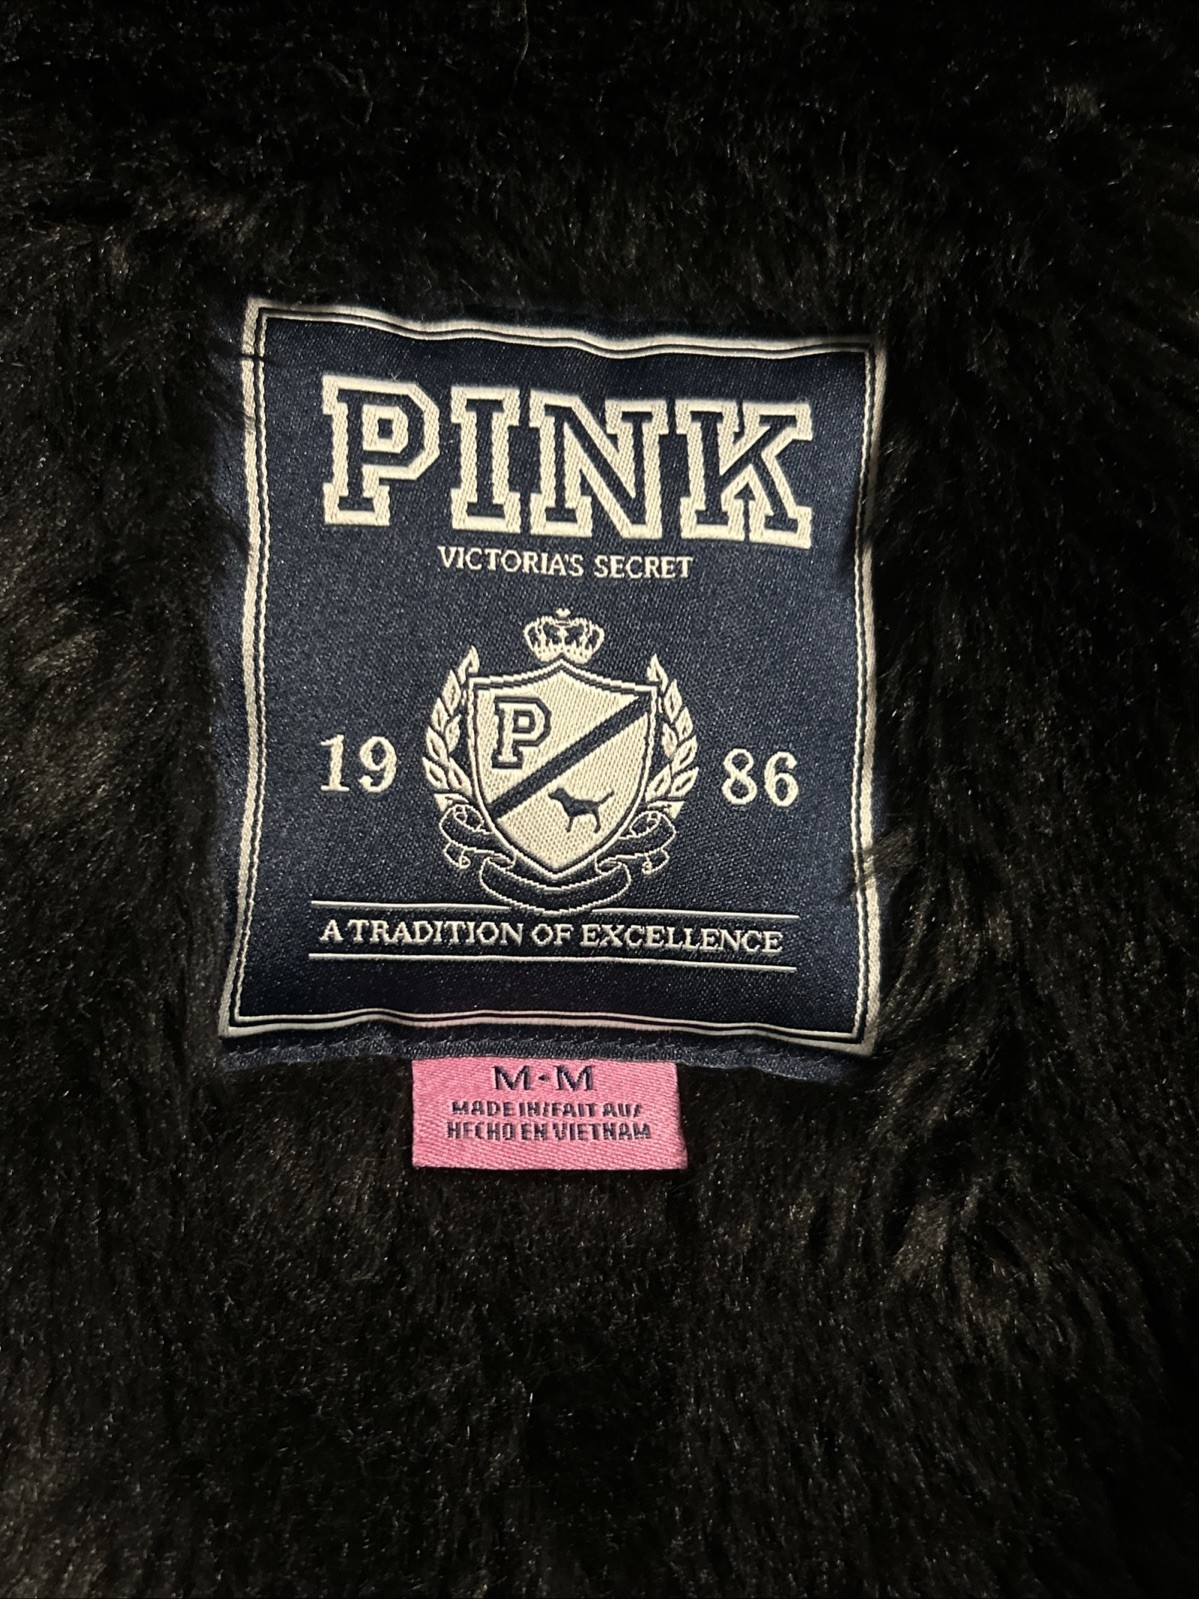 PINK
VICTORIA'S SECRET
P
19 86
A TRADITION OF EXCELLENCE
M-M
MADE IN/FAIT AU/
HECHO EN VIETNAM